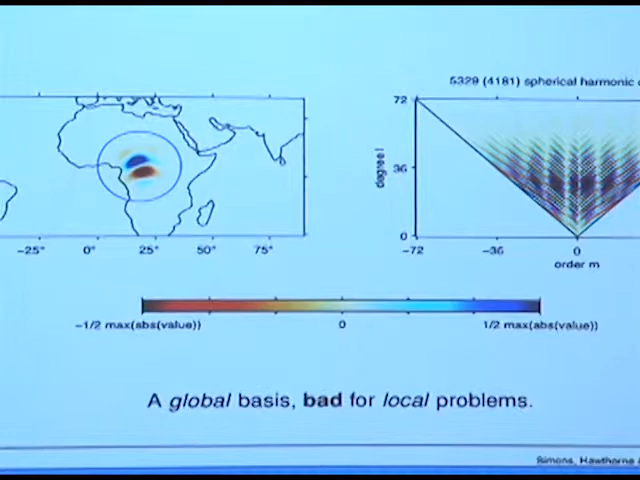 5329 (4181) spherical harmonic
72
36
0
degree l
-25° 0° 25° 50° 75°
-72 -36 0
order m
-1/2 max(abs(value)) 0 1/2 max(abs(value))
A global basis, bad for local problems.
Simons, Hawthorne